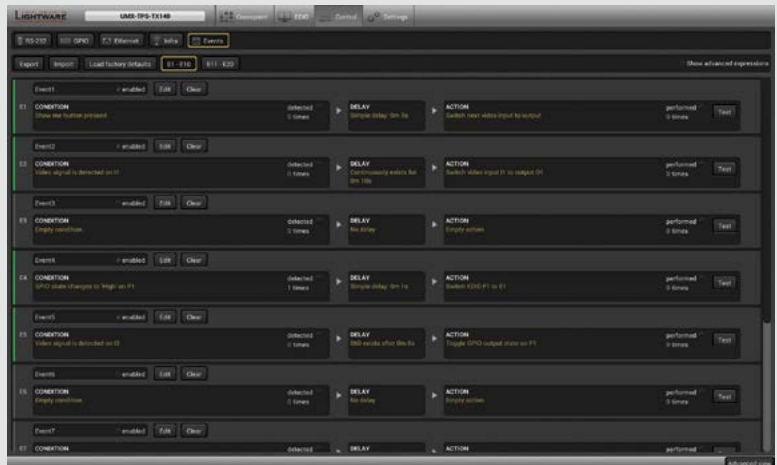 LIGHTWARE UMX-TPS-TX140 Crosspoint EDID Control Settings
RS-232 GPIO Ethernet Infra Events
Export Import Load factory defaults E1 - E10 E11 - E20 Show advanced expressions
Event1 enabled Edit Clear
E1 CONDITION detected DELAY ACTION performed Test
Show me button pressed 0 times Simple delay: 0m 5s Switch next video input to output 0 times
Event2 enabled Edit Clear
E2 CONDITION detected DELAY ACTION performed Test
Video signal is detected on I1 0 times Continuously exists for Switch video input I1 to output O1 0 times
0m 10s
Event3 enabled Edit Clear
E3 CONDITION detected DELAY ACTION performed Test
Empty condition 0 times No delay Empty action 0 times
Event4 enabled Edit Clear
E4 CONDITION detected DELAY ACTION performed Test
GPIO state changes to 'High' on P1 1 times Simple delay: 0m 1s Switch EDID F1 to E1 0 times
Event5 enabled Edit Clear
E5 CONDITION detected DELAY ACTION performed Test
Video signal is detected on I3 0 times Still exists after 0m 5s Toggle GPIO output state on P1 0 times
Event6 enabled Edit Clear
E6 CONDITION detected DELAY ACTION performed Test
Empty condition 0 times No delay Empty action 0 times
Event7 enabled Edit Clear
E7 CONDITION detected DELAY ACTION performed
Advanced view